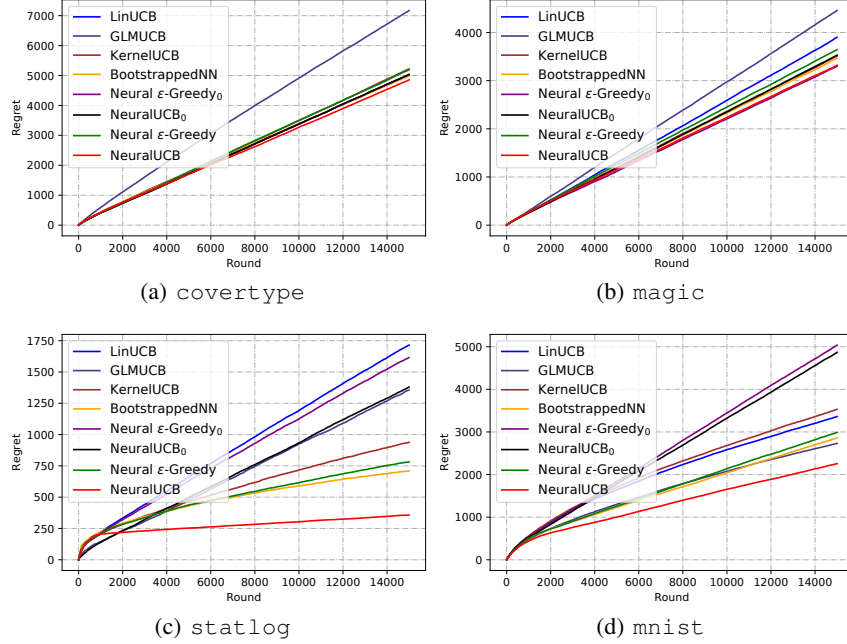 7000
6000
5000
4000
3000
2000
1000
0
Regret
LinUCB
GLMUCB
KernelUCB
BootstrappedNN
Neural ε-Greedy₀
NeuralUCB₀
Neural ε-Greedy
NeuralUCB
0 2000 4000 6000 8000 10000 12000 14000
Round
(a) covertype
4000
3000
2000
1000
0
Regret
LinUCB
GLMUCB
KernelUCB
BootstrappedNN
Neural ε-Greedy₀
NeuralUCB₀
Neural ε-Greedy
NeuralUCB
0 2000 4000 6000 8000 10000 12000 14000
Round
(b) magic
1750
1500
1250
1000
750
500
250
0
Regret
LinUCB
GLMUCB
KernelUCB
BootstrappedNN
Neural ε-Greedy₀
NeuralUCB₀
Neural ε-Greedy
NeuralUCB
0 2000 4000 6000 8000 10000 12000 14000
Round
(c) statlog
5000
4000
3000
2000
1000
0
Regret
LinUCB
GLMUCB
KernelUCB
BootstrappedNN
Neural ε-Greedy₀
NeuralUCB₀
Neural ε-Greedy
NeuralUCB
0 2000 4000 6000 8000 10000 12000 14000
Round
(d) mnist